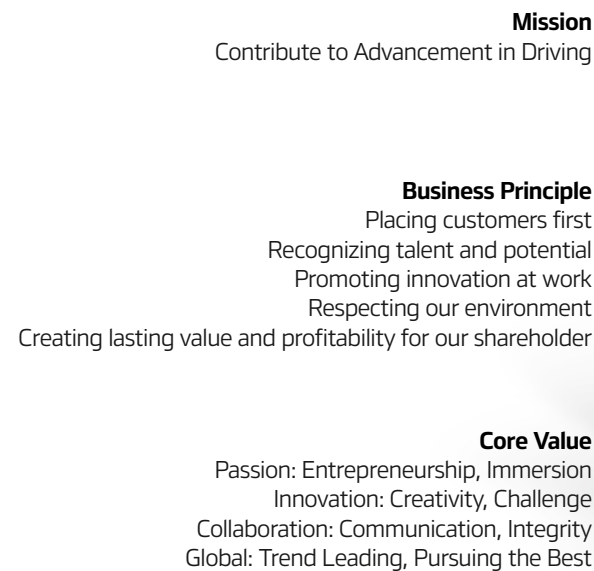 Mission
Contribute to Advancement in Driving
Business Principle
Placing customers first
Recognizing talent and potential
Promoting innovation at work
Respecting our environment
Creating lasting value and profitability for our shareholder
Core Value
Passion: Entrepreneurship, Immersion
Innovation: Creativity, Challenge
Collaboration: Communication, Integrity
Global: Trend Leading, Pursuing the Best